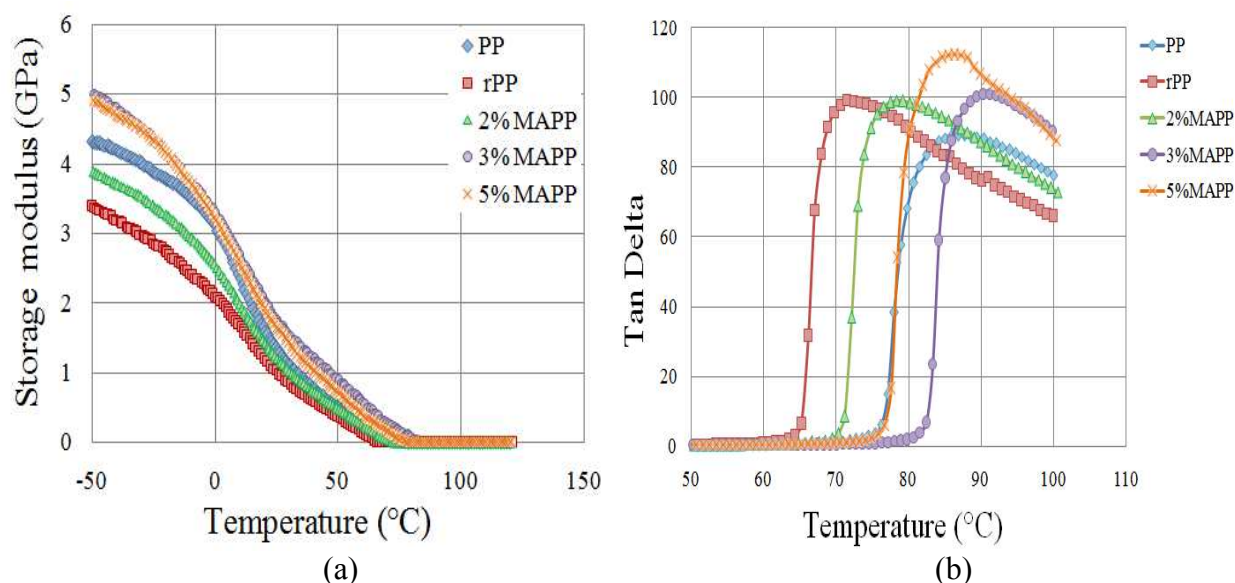 6
5
4
3
2
1
0
-50
0
50
100
150
Storage modulus (GPa)
Temperature (°C)
PP
rPP
2% MAPP
3% MAPP
5% MAPP
(a)
120
100
80
60
40
20
0
50
60
70
80
90
100
110
Tan Delta
Temperature (°C)
PP
rPP
2%MAPP
3%MAPP
5%MAPP
(b)